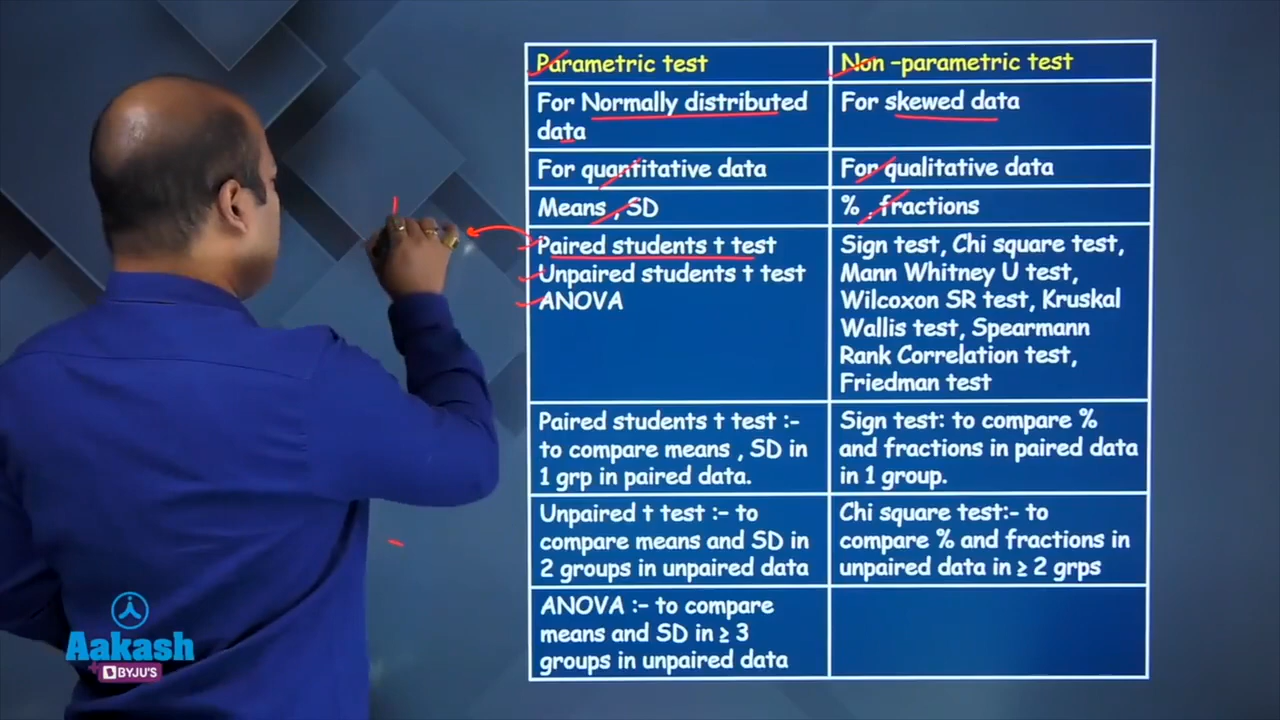 Parametric test
Non -parametric test
For Normally distributed
data
For skewed data
For quantitative data
For qualitative data
Means , SD
% , fractions
Paired students t test
Unpaired students t test
ANOVA
Sign test, Chi square test,
Mann Whitney U test,
Wilcoxon SR test, Kruskal
Wallis test, Spearmann
Rank Correlation test,
Friedman test
Paired students t test :-
to compare means , SD in
1 grp in paired data.
Sign test: to compare %
and fractions in paired data
in 1 group.
Unpaired t test :- to
compare means and SD in
2 groups in unpaired data
Chi square test:- to
compare % and fractions in
unpaired data in ≥ 2 grps
ANOVA :- to compare
means and SD in ≥ 3
groups in unpaired data
Aakash
+ BYJU'S